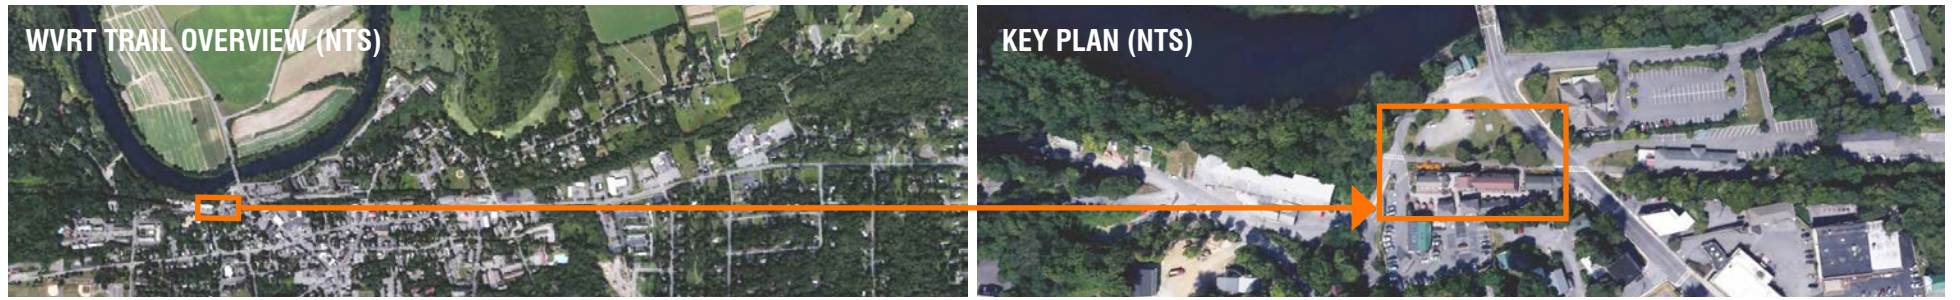 WVRT TRAIL OVERVIEW (NTS)
KEY PLAN (NTS)